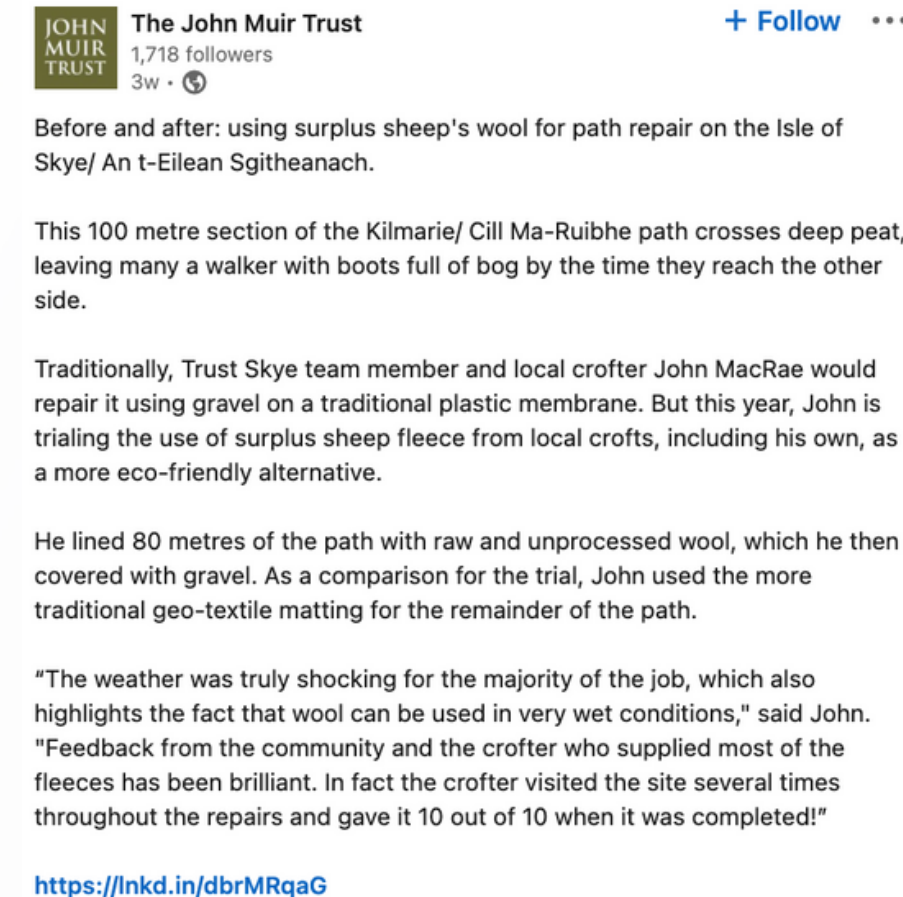 JOHN
MUIR
TRUST
The John Muir Trust
+ Follow
1,718 followers
3w •
Before and after: using surplus sheep's wool for path repair on the Isle of
Skye/ An t-Eilean Sgitheanach.
This 100 metre section of the Kilmarie/ Cill Ma-Ruibhe path crosses deep peat,
leaving many a walker with boots full of bog by the time they reach the other
side.
Traditionally, Trust Skye team member and local crofter John MacRae would
repair it using gravel on a traditional plastic membrane. But this year, John is
trialing the use of surplus sheep fleece from local crofts, including his own, as
a more eco-friendly alternative.
He lined 80 metres of the path with raw and unprocessed wool, which he then
covered with gravel. As a comparison for the trial, John used the more
traditional geo-textile matting for the remainder of the path.
“The weather was truly shocking for the majority of the job, which also
highlights the fact that wool can be used in very wet conditions," said John.
"Feedback from the community and the crofter who supplied most of the
fleeces has been brilliant. In fact the crofter visited the site several times
throughout the repairs and gave it 10 out of 10 when it was completed!”
https://lnkd.in/dbrMRqaG